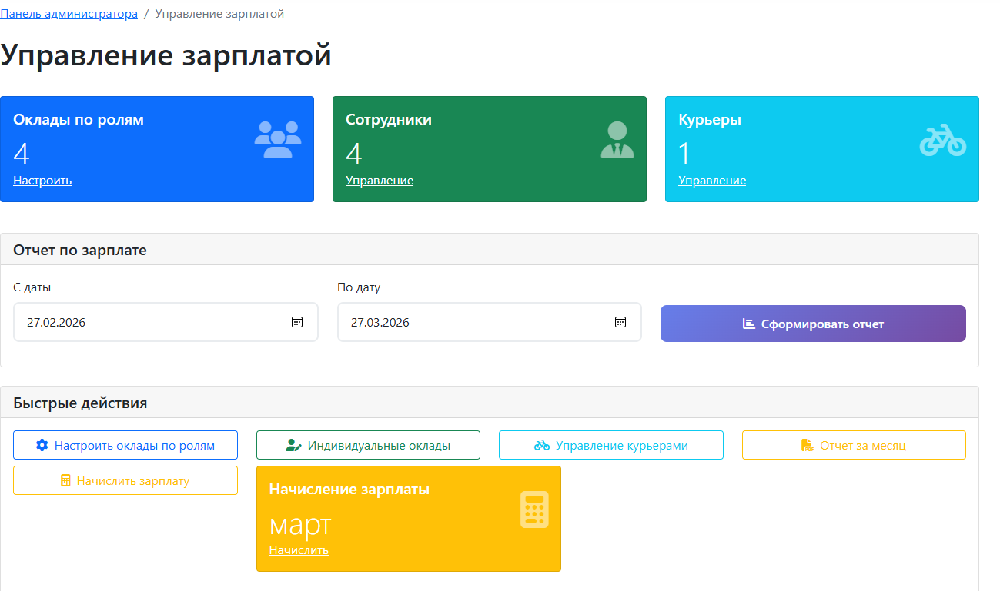 Панель администратора / Управление зарплатой
Управление зарплатой
Оклады по ролям
4
Настроить
Сотрудники
4
Управление
Курьеры
1
Управление
Отчет по зарплате
С даты
27.02.2026
По дату
27.03.2026
Сформировать отчет
Быстрые действия
Настроить оклады по ролям
Индивидуальные оклады
Управление курьерами
Отчет за месяц
Начислить зарплату
Начисление зарплаты
март
Начислить